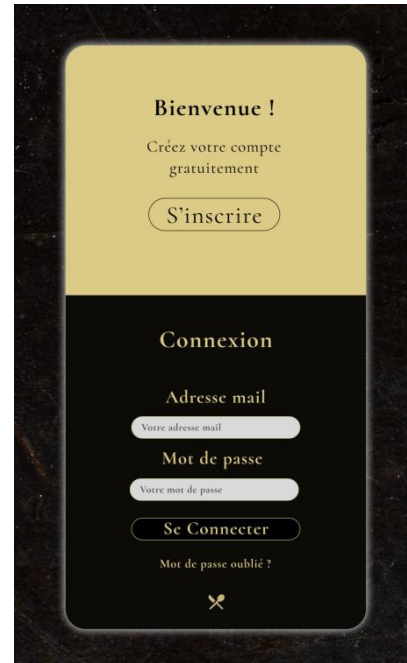 Bienvenue !
Créez votre compte
gratuitement
S'inscrire
Connexion
Adresse mail
Votre adresse mail
Mot de passe
Votre mot de passe
Se Connecter
Mot de passe oublié ?